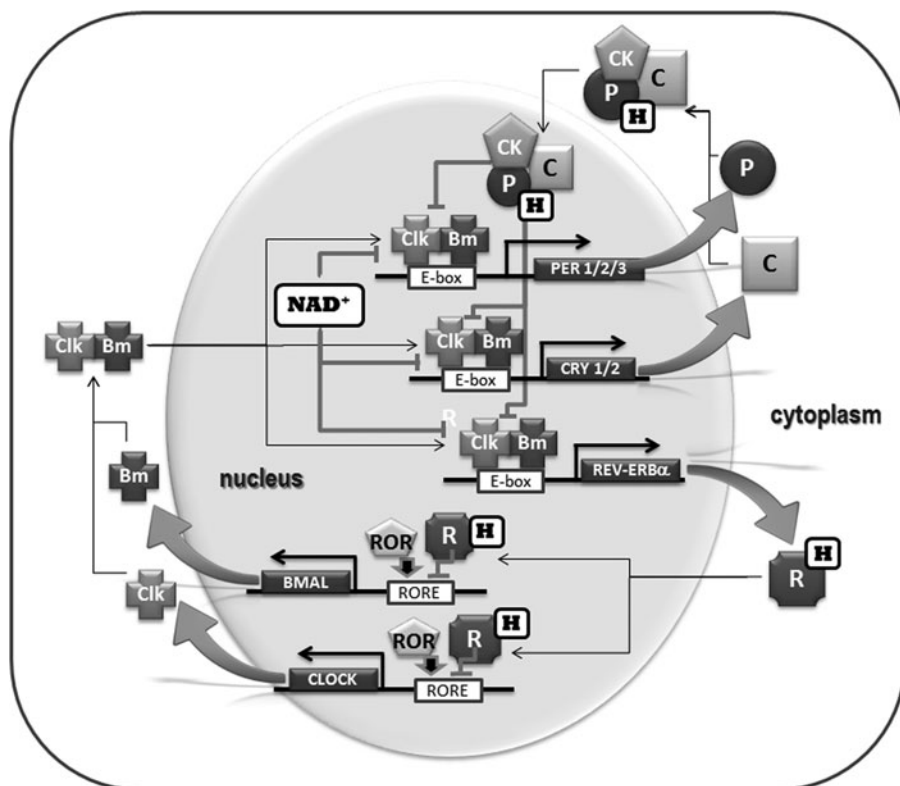 CK
C
P
H
CK
C
P
H
P
Clk Bm
E-box
PER 1/2/3
C
NAD+
Clk Bm
Clk Bm
E-box
CRY 1/2
cytoplasm
R
Clk Bm
E-box
REV-ERBα
Bm
nucleus
ROR
R
H
BMAL
RORE
R
H
Clk
ROR
R
H
CLOCK
RORE